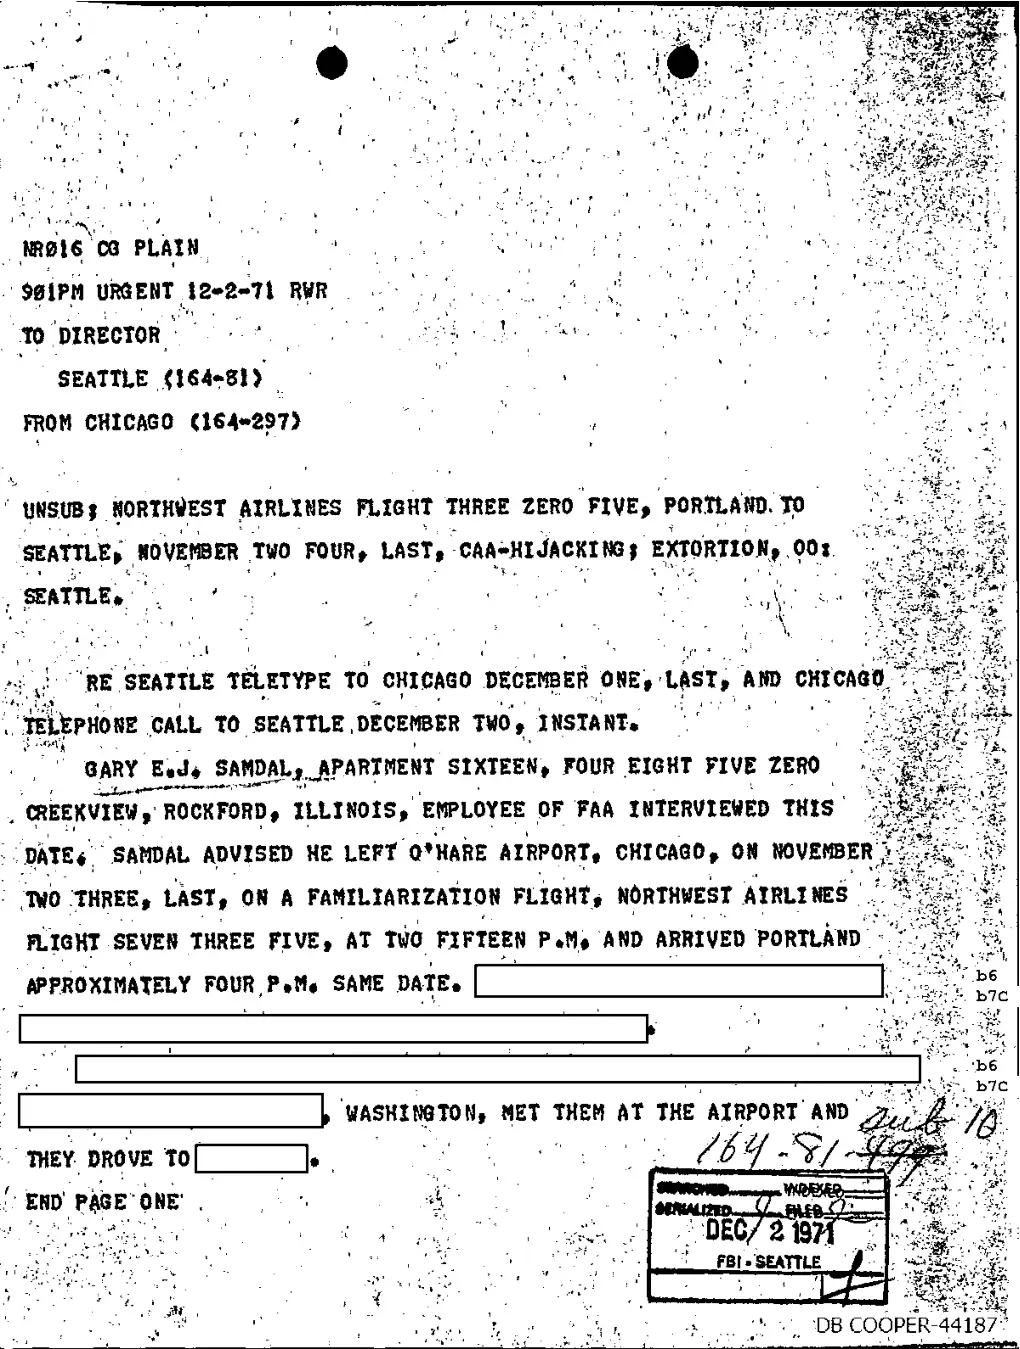 NR016 CG PLAIN
901PM URGENT 12-2-71 RWR
TO DIRECTOR
SEATTLE (164-81)
FROM CHICAGO (164-297)
UNSUB; NORTHWEST AIRLINES FLIGHT THREE ZERO FIVE, PORTLAND TO
SEATTLE, NOVEMBER TWO FOUR, LAST, CAA-HIJACKING; EXTORTION, OO:
SEATTLE.
RE SEATTLE TELETYPE TO CHICAGO DECEMBER ONE, LAST, AND CHICAGO
TELEPHONE CALL TO SEATTLE DECEMBER TWO, INSTANT.
GARY E.J. SAMDAL, APARTMENT SIXTEEN, FOUR EIGHT FIVE ZERO
CREEKVIEW, ROCKFORD, ILLINOIS, EMPLOYEE OF FAA INTERVIEWED THIS
DATE. SAMDAL ADVISED HE LEFT O'HARE AIRPORT, CHICAGO, ON NOVEMBER
TWO THREE, LAST, ON A FAMILIARIZATION FLIGHT, NORTHWEST AIRLINES
FLIGHT SEVEN THREE FIVE, AT TWO FIFTEEN P.M. AND ARRIVED PORTLAND
APPROXIMATELY FOUR P.M. SAME DATE.
b6
b7C
.
b6
b7C
, WASHINGTON, MET THEM AT THE AIRPORT AND
Sub 10
THEY DROVE TO .
164-81-499
END PAGE ONE
SEARCHED INDEXED
SERIALIZED FILED
DEC 2 1971
FBI - SEATTLE
DB COOPER-44187